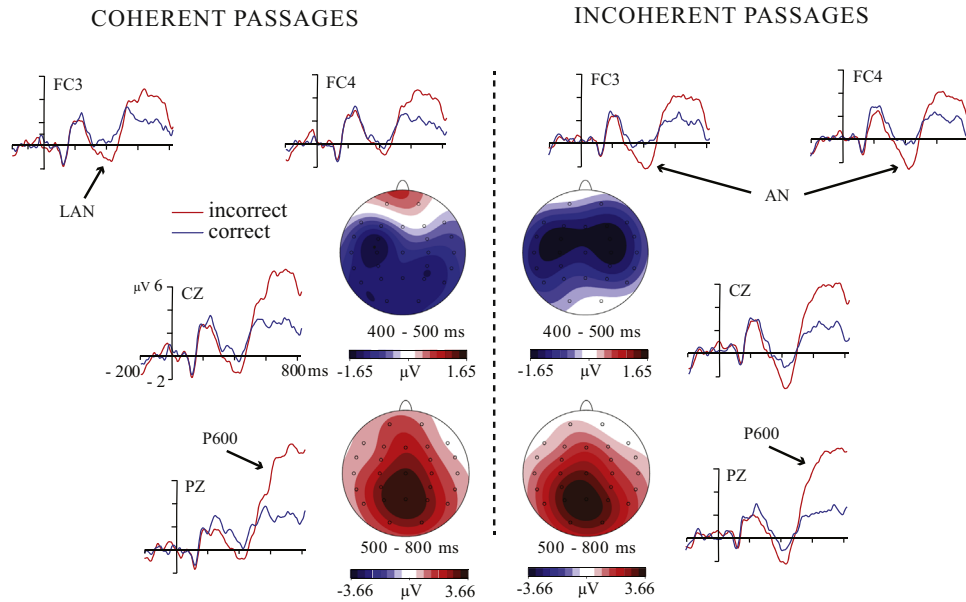 COHERENT PASSAGES
INCOHERENT PASSAGES
FC3
FC4
FC3
FC4
LAN
AN
incorrect
correct
μV 6
CZ
- 200
- 2
800 ms
400 - 500 ms
-1.65 μV 1.65
400 - 500 ms
-1.65 μV 1.65
CZ
P600
PZ
500 - 800 ms
-3.66 μV 3.66
500 - 800 ms
-3.66 μV 3.66
P600
PZ